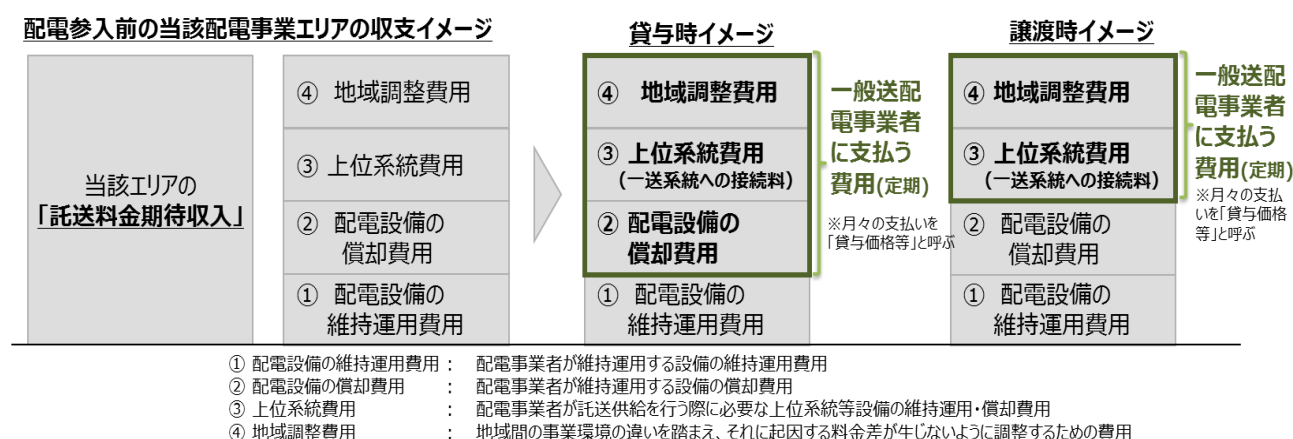 配電参入前の当該配電事業エリアの収支イメージ
当該エリアの
「託送料金期待収入」
④ 地域調整費用
③ 上位系統費用
② 配電設備の
償却費用
① 配電設備の
維持運用費用
貸与時イメージ
④ 地域調整費用
③ 上位系統費用
(一送系統への接続料)
② 配電設備の
償却費用
① 配電設備の
維持運用費用
一般送配
電事業者
に支払う
費用(定期)
※月々の支払いを
「貸与価格等」と呼ぶ
譲渡時イメージ
④ 地域調整費用
③ 上位系統費用
(一送系統への接続料)
② 配電設備の
償却費用
① 配電設備の
維持運用費用
一般送配
電事業者
に支払う
費用(定期)
※月々の支払
いを「貸与価格
等」と呼ぶ
① 配電設備の維持運用費用 : 配電事業者が維持運用する設備の維持運用費用
② 配電設備の償却費用 : 配電事業者が維持運用する設備の償却費用
③ 上位系統費用 : 配電事業者が託送供給を行う際に必要な上位系統等設備の維持運用・償却費用
④ 地域調整費用 : 地域間の事業環境の違いを踏まえ、それに起因する料金差が生じないように調整するための費用